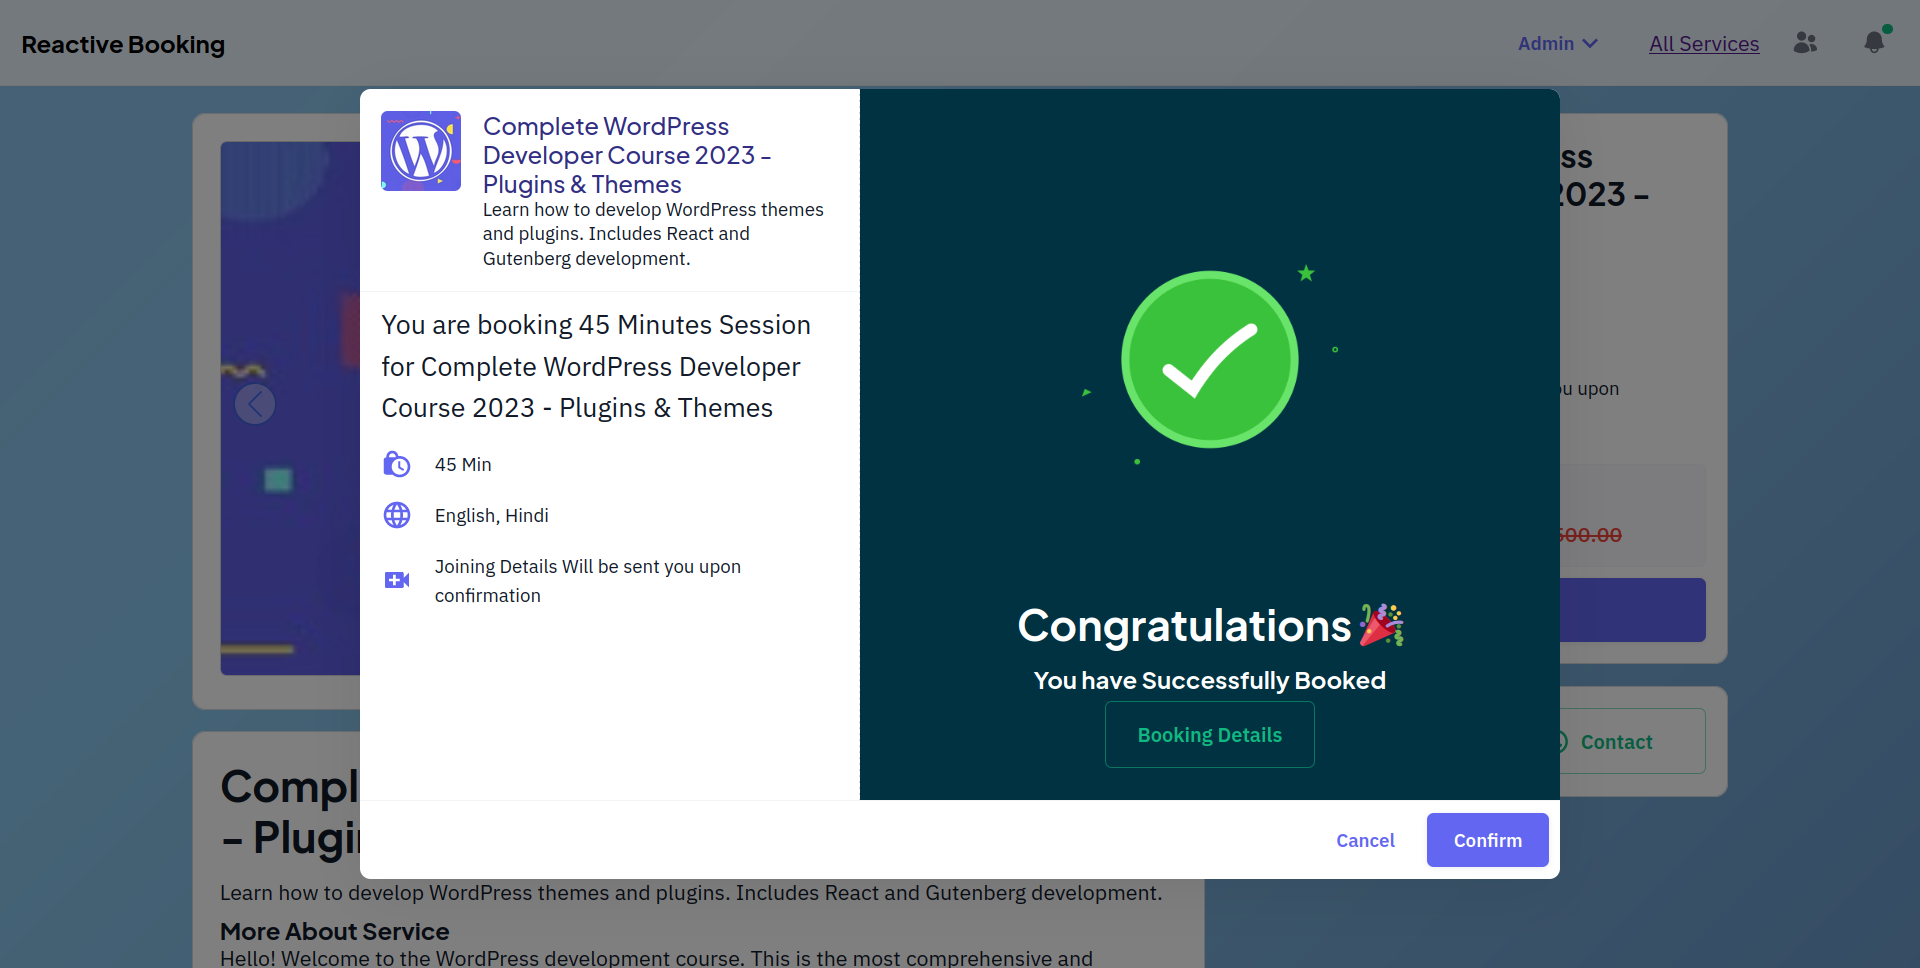 Reactive Booking
Admin
All Services
Complete WordPress
Developer Course 2023 -
Plugins & Themes
Learn how to develop WordPress themes
and plugins. Includes React and
Gutenberg development.
You are booking 45 Minutes Session
for Complete WordPress Developer
Course 2023 - Plugins & Themes
45 Min
English, Hindi
Joining Details Will be sent you upon
confirmation
Congratulations🎉
You have Successfully Booked
Booking Details
Cancel
Confirm
ss
2023 -
u upon
500.00
Contact
Compl
- Plugi
Learn how to develop WordPress themes and plugins. Includes React and Gutenberg development.
More About Service
Hello! Welcome to the WordPress development course. This is the most comprehensive and